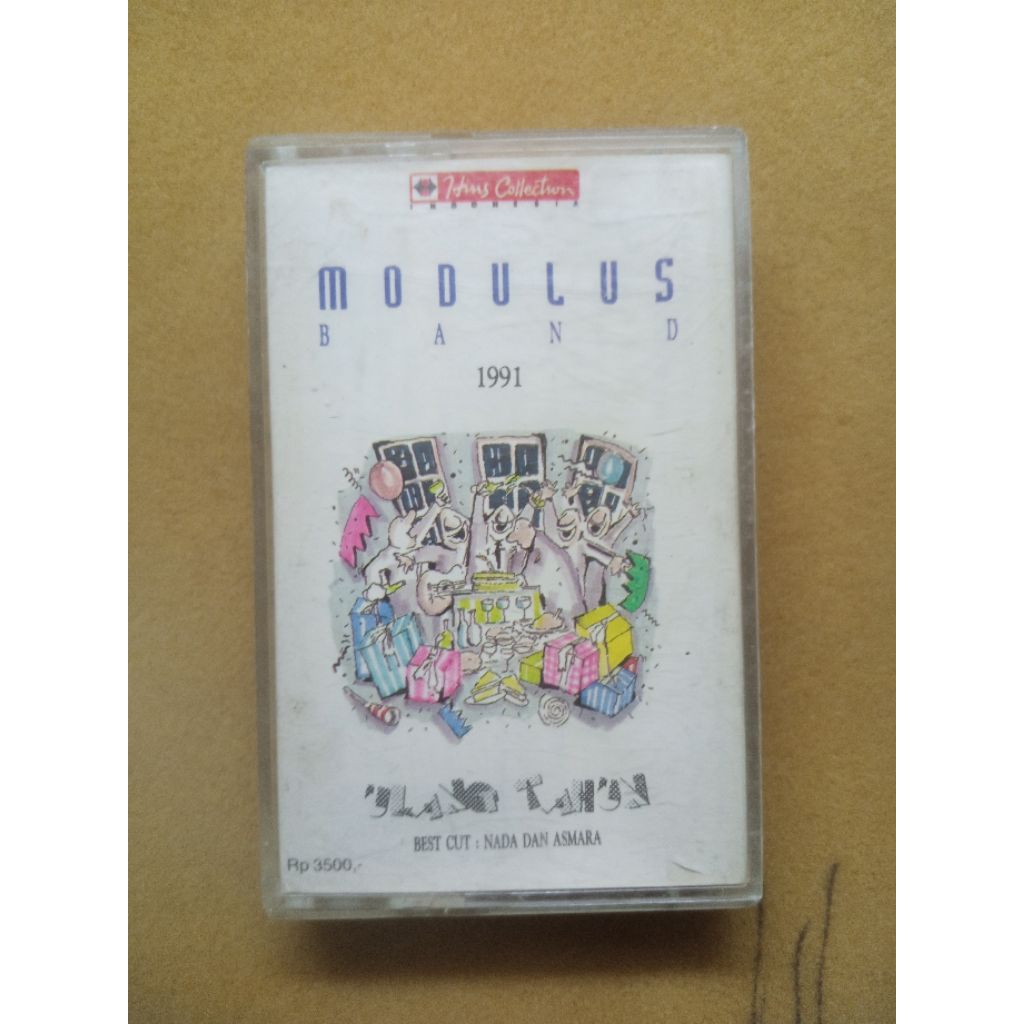 Hins Collection
INDONESIA
MODULUS
BAND
1991
ULANG TAHUN
BEST CUT : NADA DAN ASMARA
Rp 3500,-